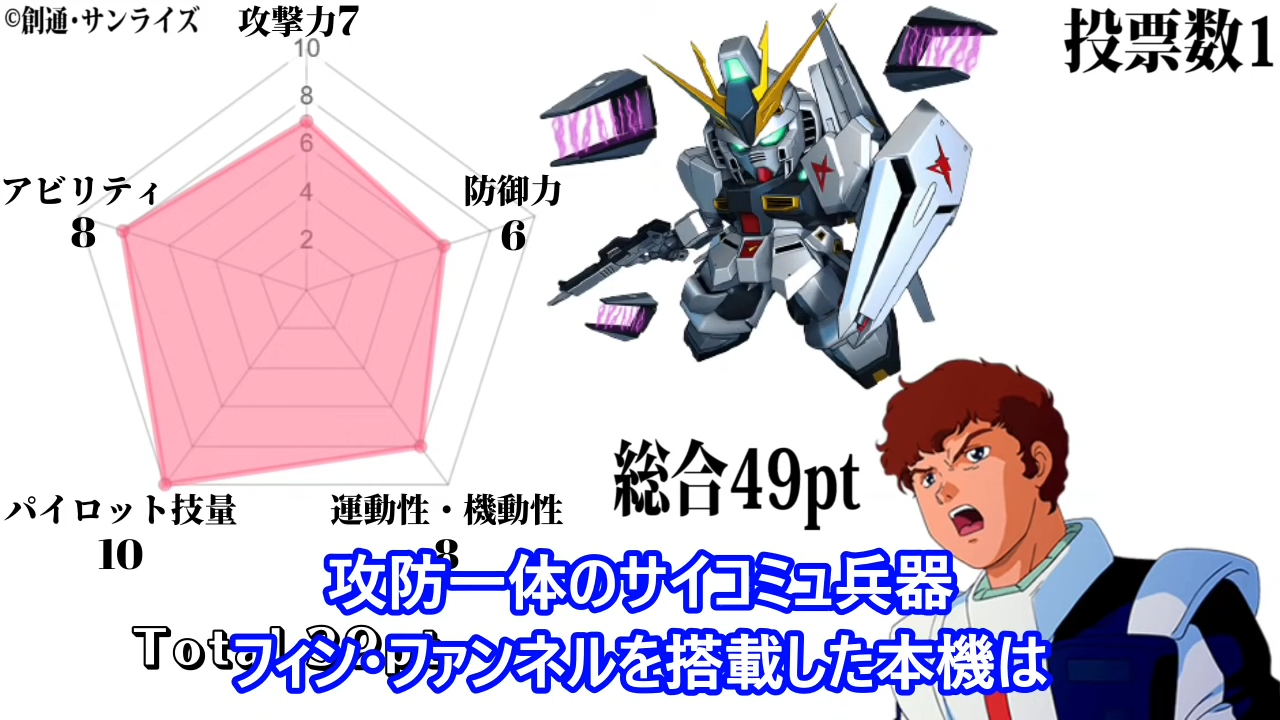 ©創通・サンライズ
攻撃力7
投票数1
10
8
6
4
2
アビリティ
8
防御力
6
総合49pt
パイロット技量
10
運動性・機動性
8
攻防一体のサイコミュ兵器
Total 39pt
フィン・ファンネルを搭載した本機は